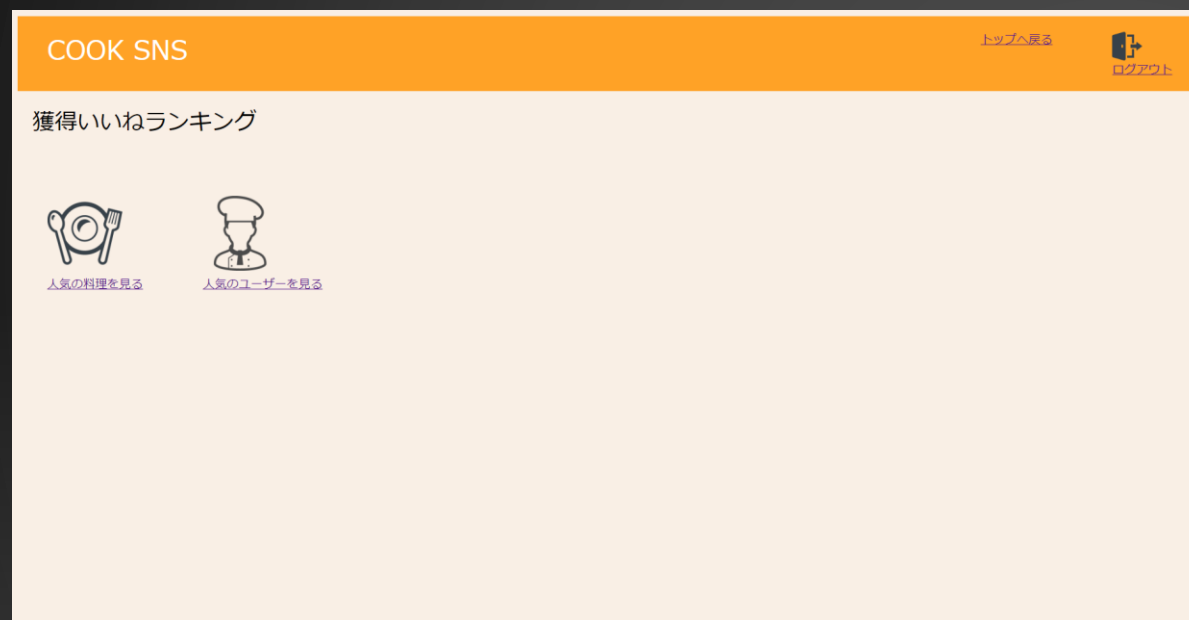 COOK SNS
トップへ戻る
ログアウト
獲得いいねランキング
人気の料理を見る
人気のユーザーを見る